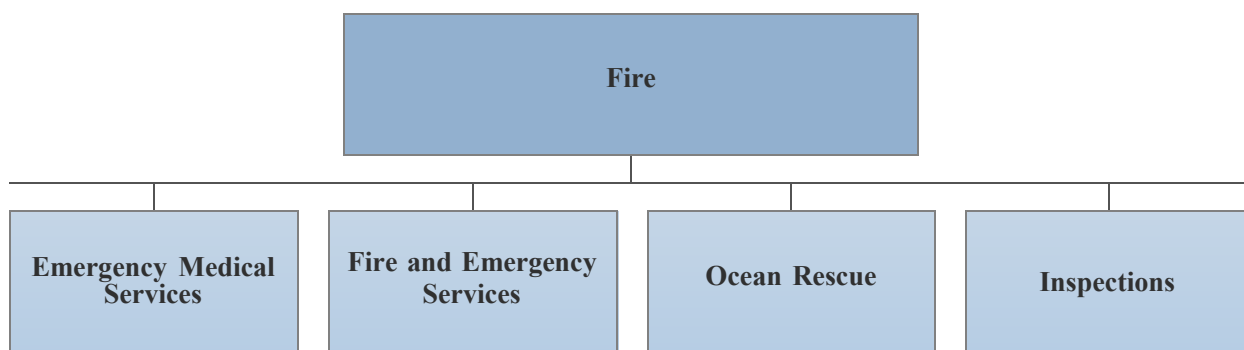 Fire
Emergency Medical
Services
Fire and Emergency
Services
Ocean Rescue
Inspections